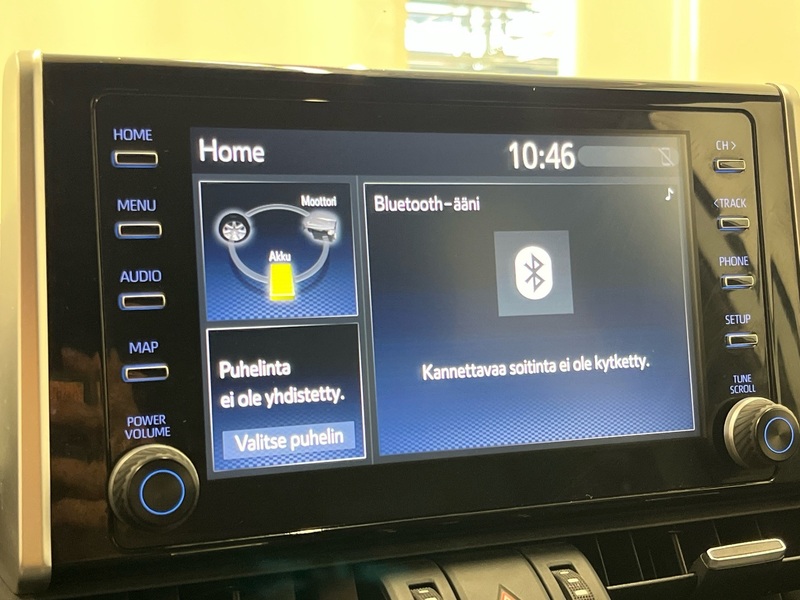 HOME
MENU
AUDIO
MAP
POWER
VOLUME
Home
10:46
Moottori
Akku
Puhelinta
ei ole yhdistetty.
Valitse puhelin
Bluetooth-ääni
Kannettavaa soitinta ei ole kytketty.
CH >
< TRACK
PHONE
SETUP
TUNE
SCROLL